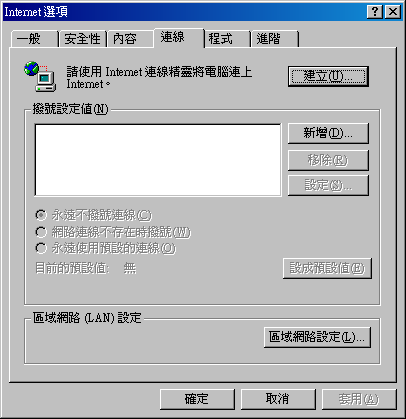 Internet 選項
一般 安全性 內容 連線 程式 進階
請使用 Internet 連線精靈將電腦連上
Internet。
建立(U)...
撥號設定值(N)
新增(D)...
移除(R)
設定(S)...
永遠不撥號連線(C)
網路連線不存在時撥號(W)
永遠使用預設的連線(O)
目前的預設值: 無
設成預設值(E)
區域網路 (LAN) 設定
區域網路設定(L)...
確定 取消 套用(A)